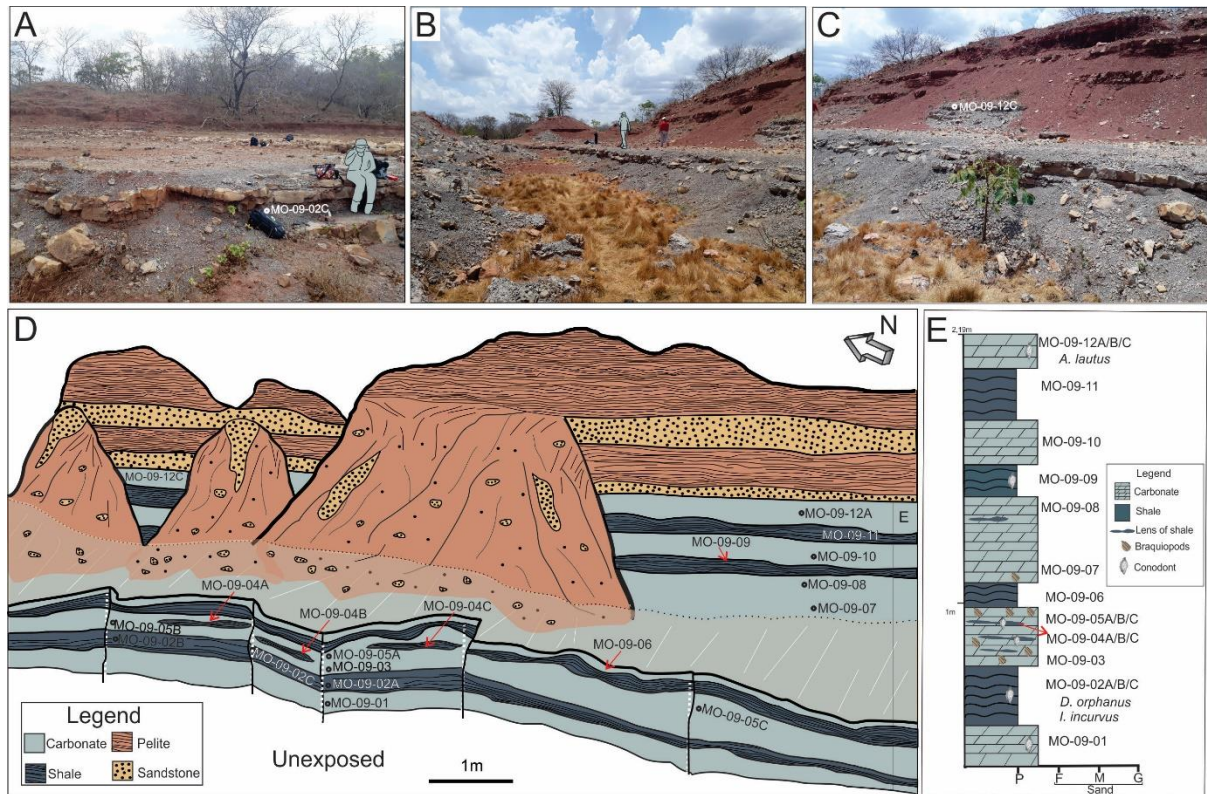 A
MO-09-02C
B
C
MO-09-12C
D
N
MO-09-12C
MO-09-12A
E
MO-09-11
MO-09-09
MO-09-10
MO-09-08
MO-09-07
MO-09-04A
MO-09-04B
MO-09-04C
MO-09-05B
MO-09-02B
MO-09-05A
MO-09-03
MO-09-06
MO-09-02C
MO-09-02A
MO-09-01
MO-09-05C
Legend
Carbonate
Pelite
Shale
Sandstone
Unexposed
1m
E
2,19m
MO-09-12A/B/C
A. lautus
MO-09-11
MO-09-10
MO-09-09
MO-09-08
MO-09-07
MO-09-06
1m
MO-09-05A/B/C
MO-09-04A/B/C
MO-09-03
MO-09-02A/B/C
D. orphanus
I. incurvus
MO-09-01
Legend
Carbonate
Shale
Lens of shale
Braquiopods
Conodont
P F M G
Sand